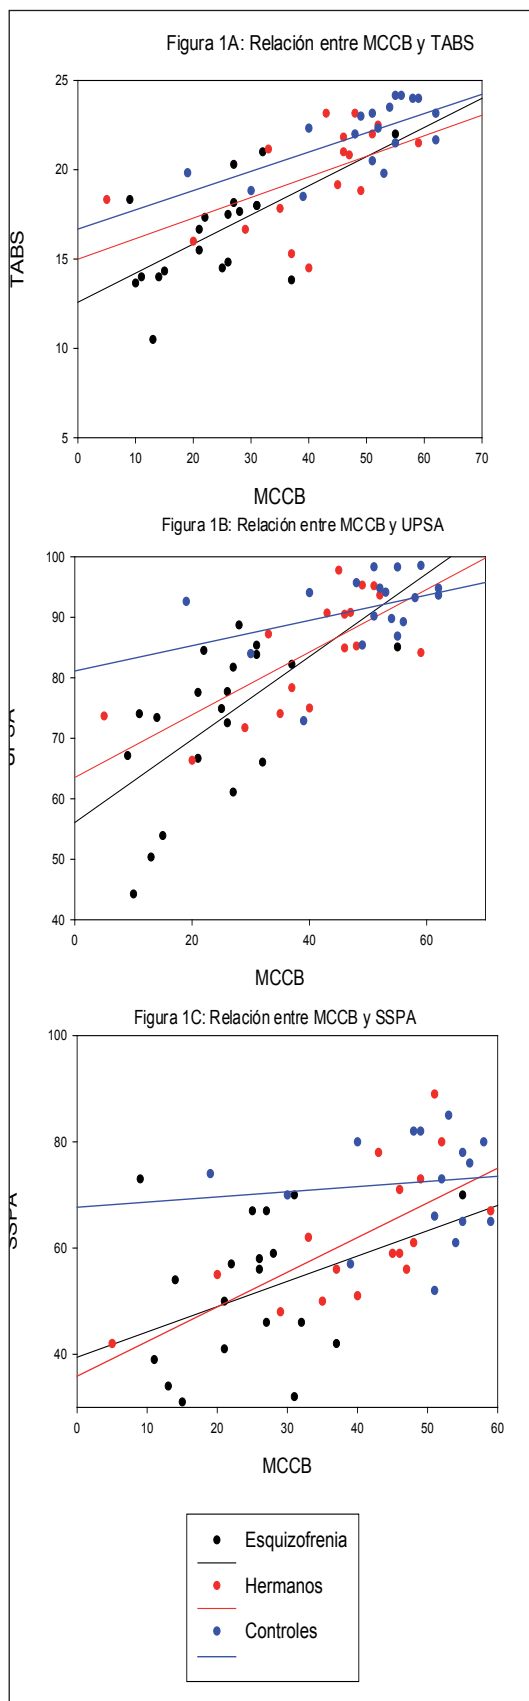 Figura 1A: Relación entre MCCB y TABS
25
20
15
10
5
TABS
0 10 20 30 40 50 60 70
MCCB
Figura 1B: Relación entre MCCB y UPSA
100
90
80
70
60
50
40
UPSA
0 20 40 60
MCCB
Figura 1C: Relación entre MCCB y SSPA
100
80
60
40
SSPA
0 10 20 30 40 50 60
MCCB
Esquizofrenia
Hermanos
Controles